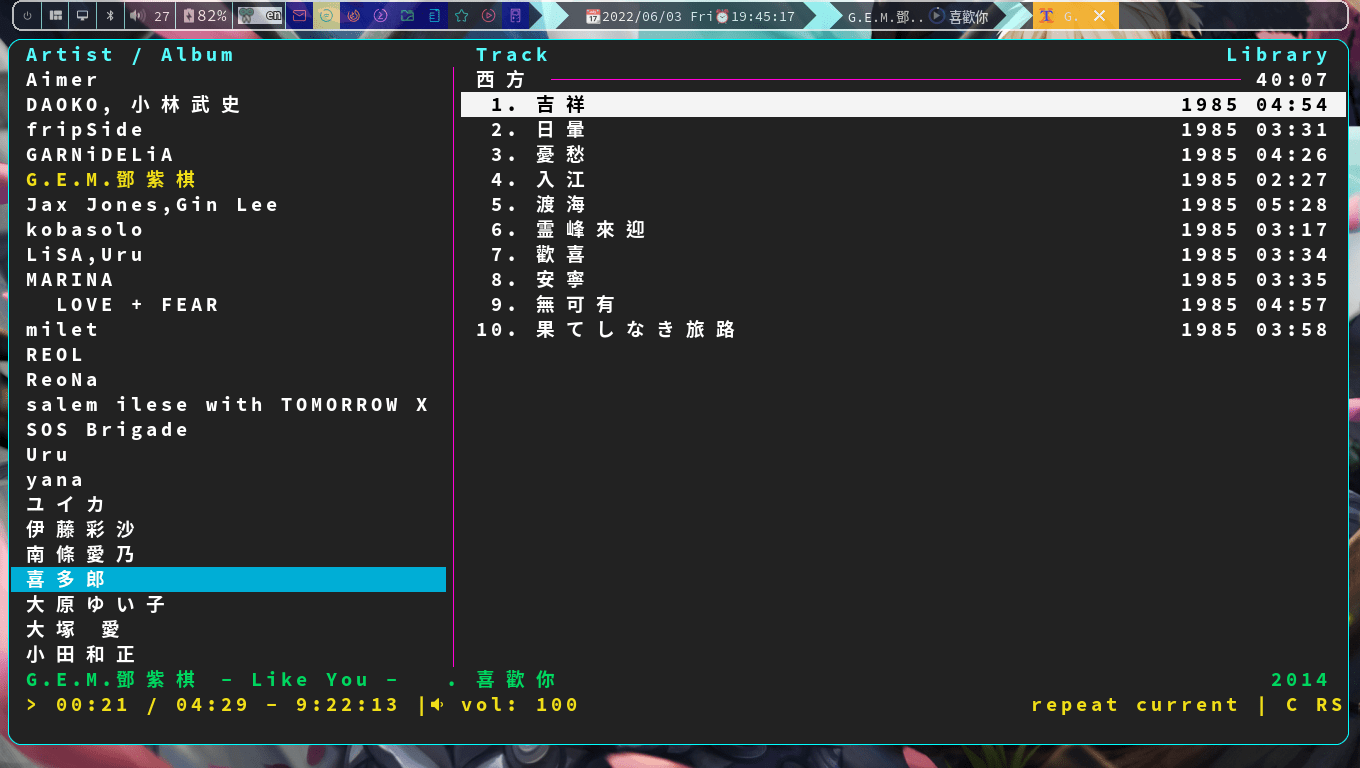 27 82% en 2022/06/03 Fri 19:45:17 G.E.M.鄧.. 喜歡你 G.
Artist / Album
Aimer
DAOKO, 小林武史
fripSide
GARNiDELiA
G.E.M.鄧紫棋
Jax Jones,Gin Lee
kobasolo
LiSA,Uru
MARINA
LOVE + FEAR
milet
REOL
ReoNa
salem ilese with TOMORROW X
SOS Brigade
Uru
yana
ユイカ
伊藤彩沙
南條愛乃
喜多郎
大原ゆい子
大塚 愛
小田和正
Track Library
西方 40:07
1. 吉祥 1985 04:54
2. 日暈 1985 03:31
3. 憂愁 1985 04:26
4. 入江 1985 02:27
5. 渡海 1985 05:28
6. 霊峰來迎 1985 03:17
7. 歡喜 1985 03:34
8. 安寧 1985 03:35
9. 無可有 1985 04:57
10. 果てしなき旅路 1985 03:58
G.E.M.鄧紫棋 – Like You – . 喜歡你 2014
> 00:21 / 04:29 – 9:22:13 | vol: 100 repeat current | C RS